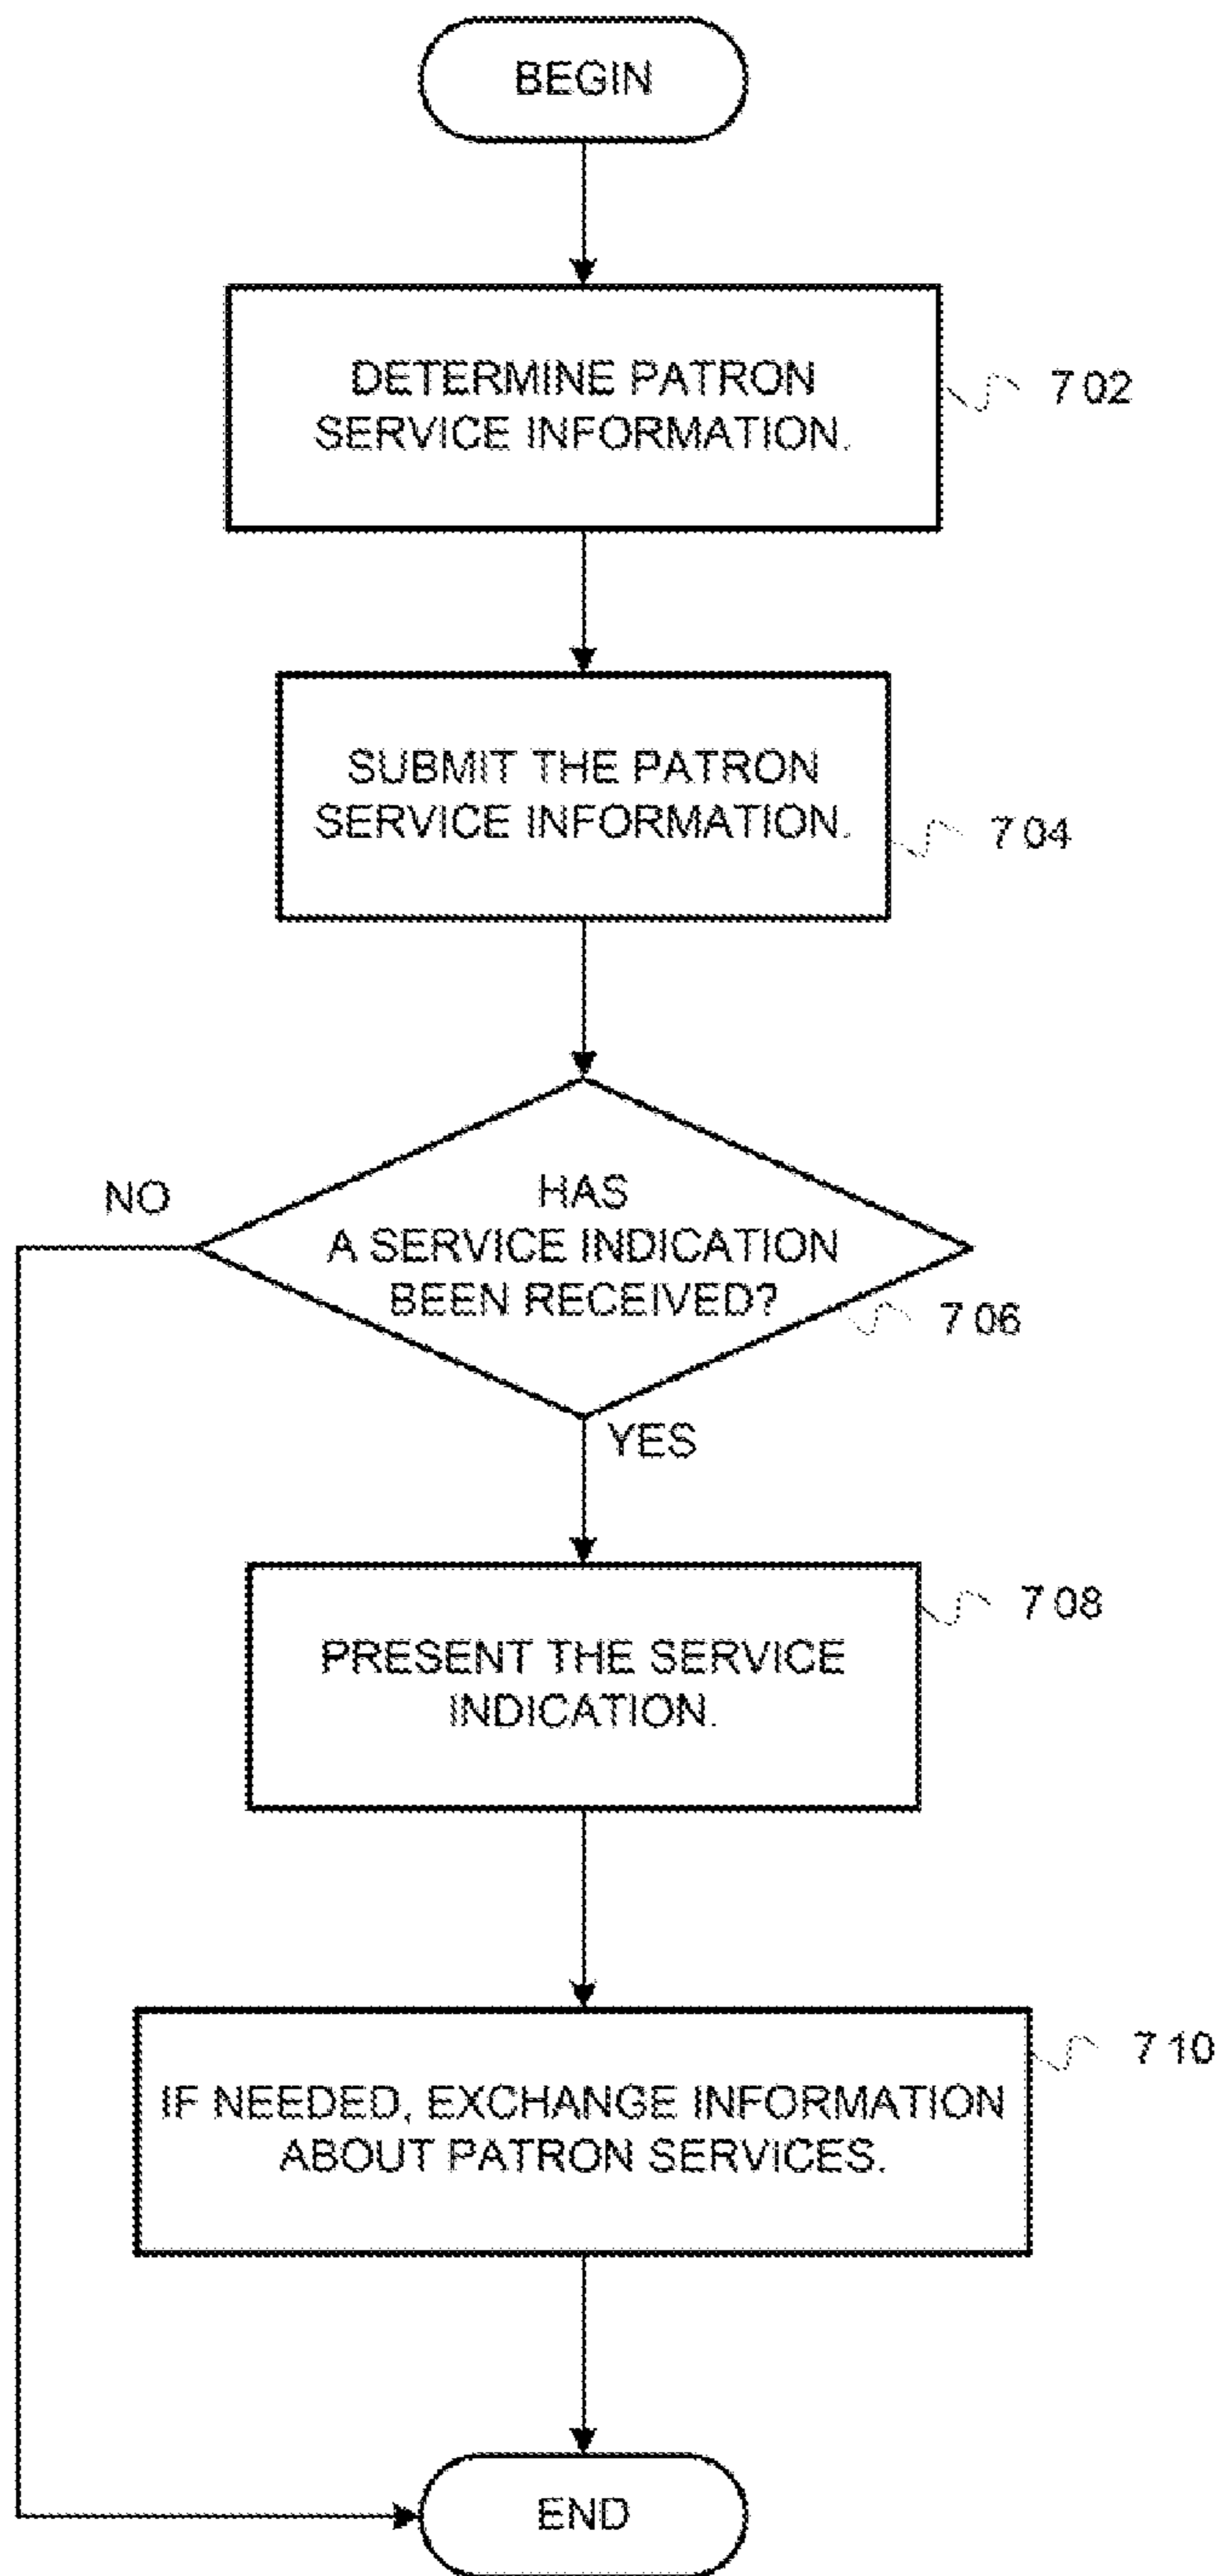 BEGIN
DETERMINE PATRON
SERVICE INFORMATION.
702
SUBMIT THE PATRON
SERVICE INFORMATION.
704
NO
HAS
A SERVICE INDICATION
BEEN RECEIVED?
706
YES
PRESENT THE SERVICE
INDICATION.
708
IF NEEDED, EXCHANGE INFORMATION
ABOUT PATRON SERVICES.
710
END